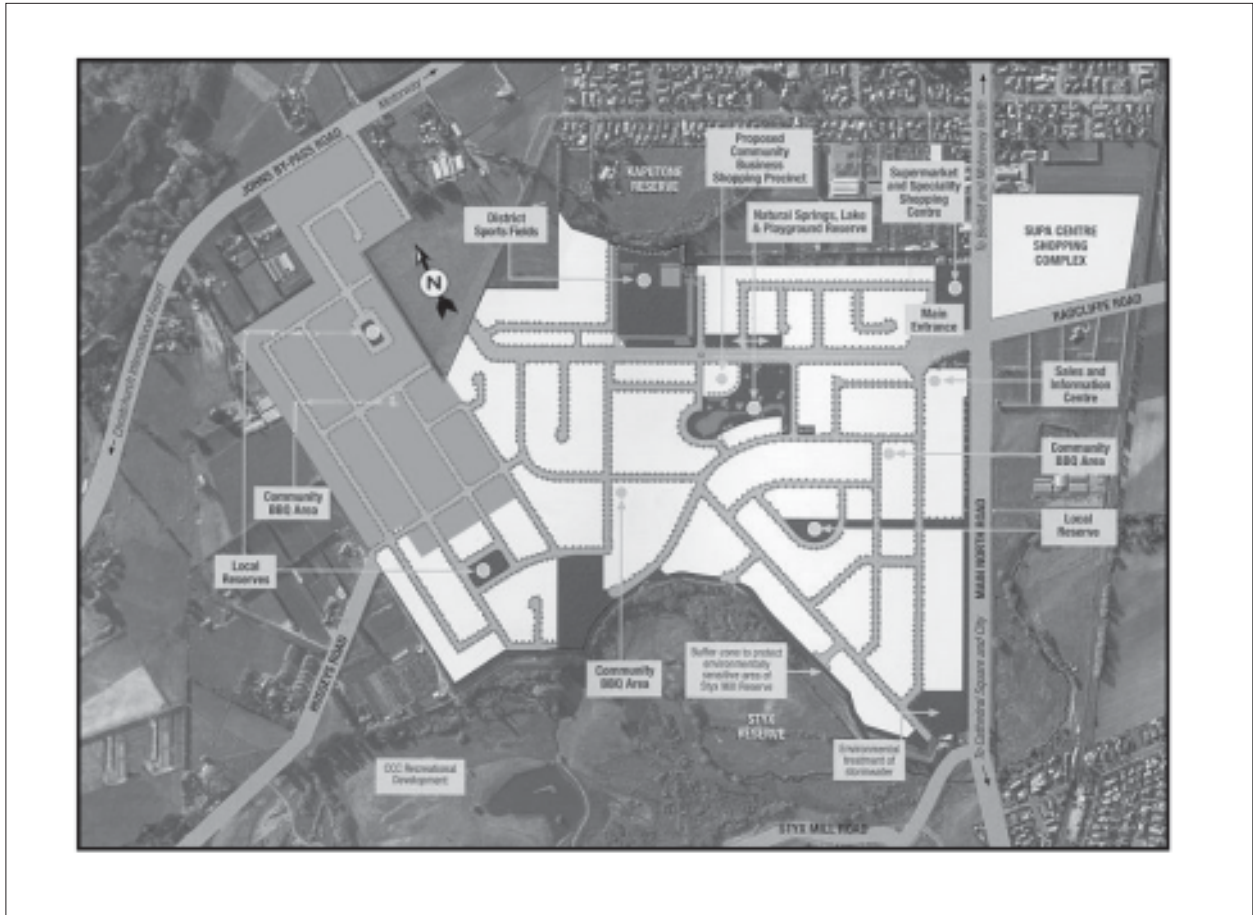 JOHNS BY-PASS ROAD
Motorway
Christchurch International Airport
KAPUTONE
RESERVE
Proposed
Community
Business
Shopping Precinct
Supermarket
and Speciality
Shopping
Centre
District
Sports Fields
Natural Springs, Lake
& Playground Reserve
SUPA CENTRE
SHOPPING
COMPLEX
N
Main
Entrance
RADCLIFFE ROAD
Sales and
Information
Centre
Community
BBQ Area
Community
BBQ Area
Local
Reserve
Local
Reserves
MAIN NORTH ROAD
Community
BBQ Area
Buffer zone to protect
environmentally
sensitive area of
Styx Mill Reserve
STYX
RESERVE
Environmental
treatment of
stormwater
CCC Recreational
Development
To Cathedral Square and City
STYX MILL ROAD